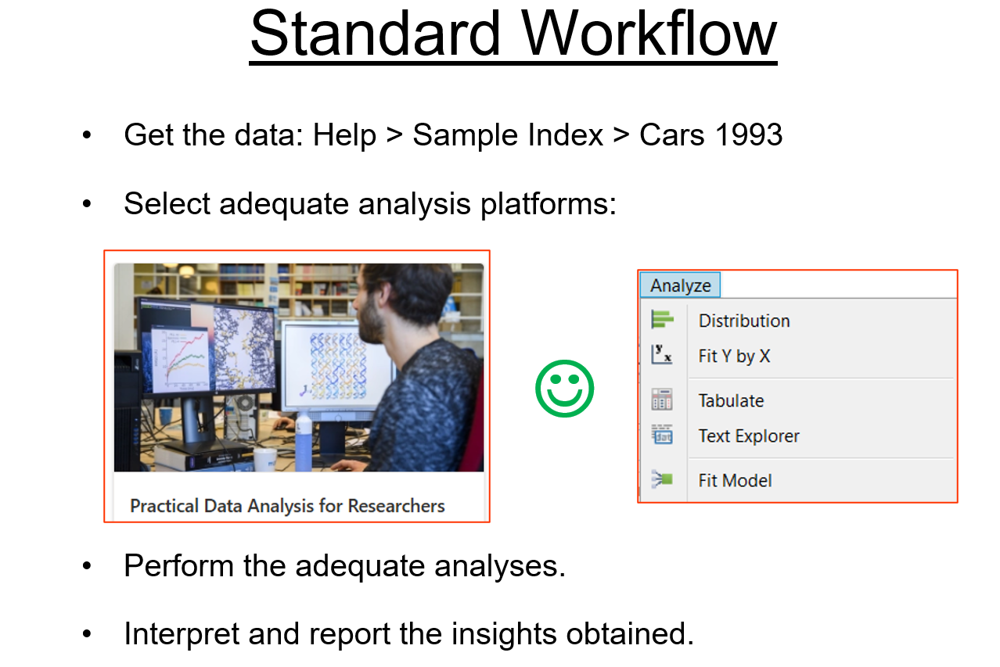 Standard Workflow
• Get the data: Help > Sample Index > Cars 1993
• Select adequate analysis platforms:
Practical Data Analysis for Researchers
Analyze
Distribution
Fit Y by X
Tabulate
Text Explorer
Fit Model
• Perform the adequate analyses.
• Interpret and report the insights obtained.